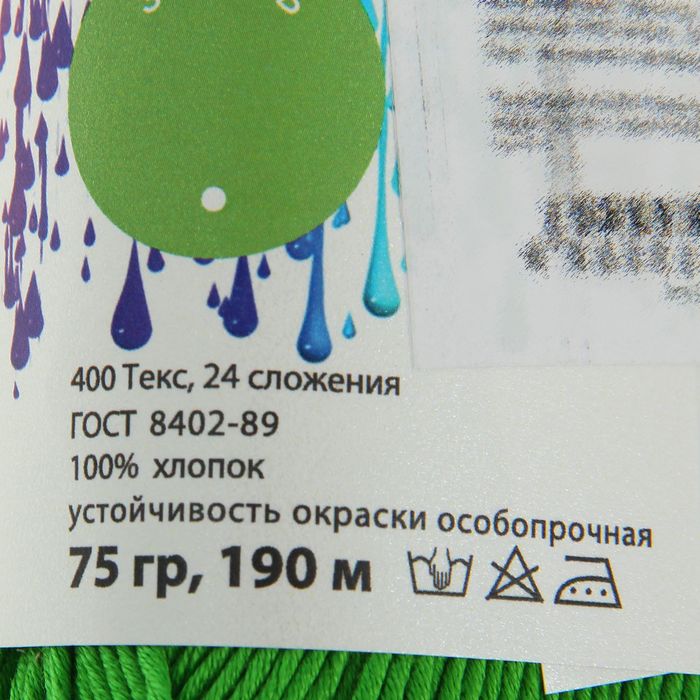 400 Текс, 24 сложения
ГОСТ 8402-89
100% хлопок
устойчивость окраски особопрочная
75 гр, 190 м